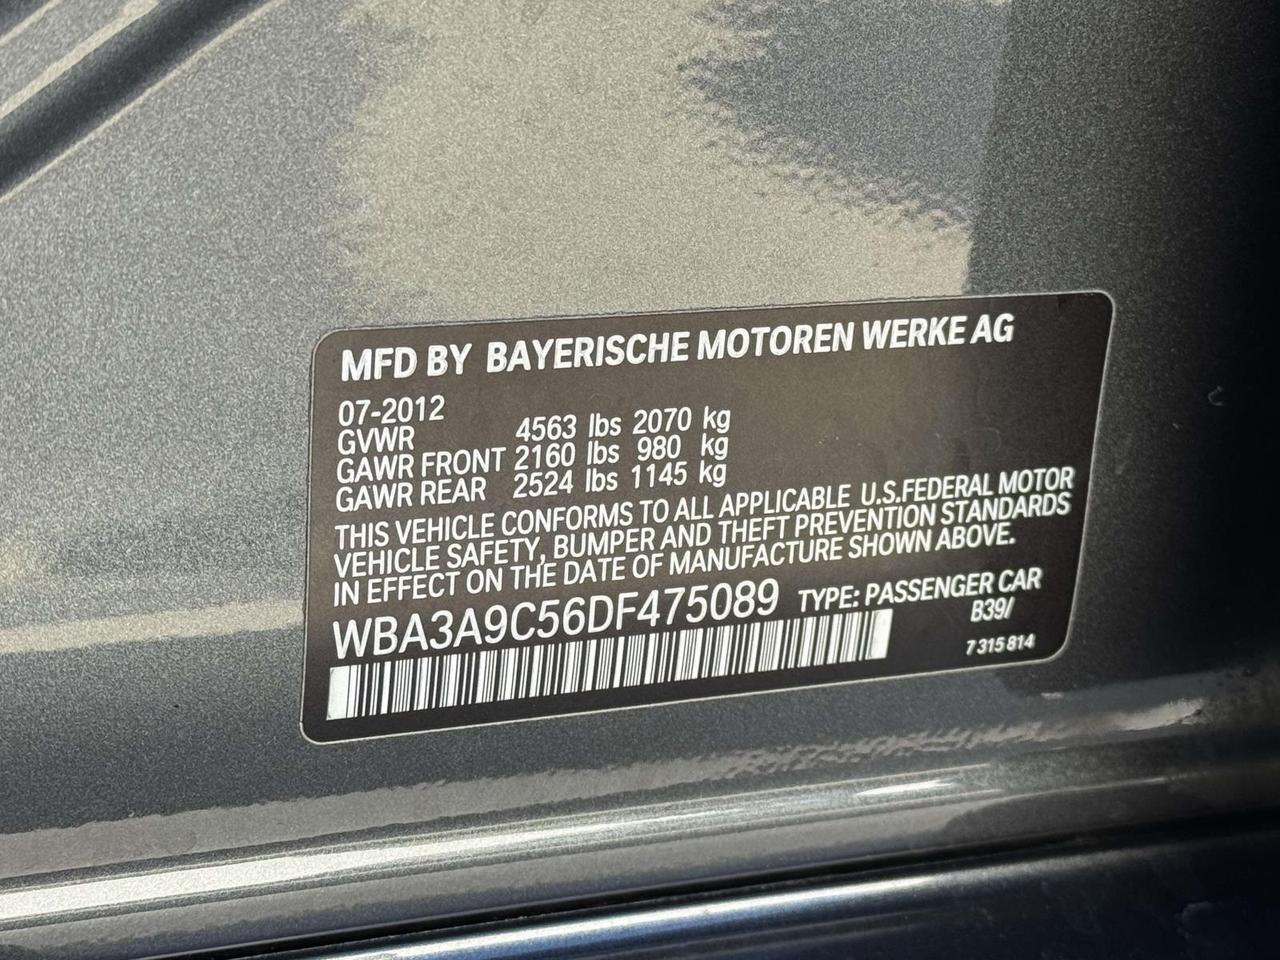 MFD BY BAYERISCHE MOTOREN WERKE AG
07-2012
GVWR 4563 lbs 2070 kg
GAWR FRONT 2160 lbs 980 kg
GAWR REAR 2524 lbs 1145 kg
THIS VEHICLE CONFORMS TO ALL APPLICABLE U.S.FEDERAL MOTOR
VEHICLE SAFETY, BUMPER AND THEFT PREVENTION STANDARDS
IN EFFECT ON THE DATE OF MANUFACTURE SHOWN ABOVE.
WBA3A9C56DF475089 TYPE: PASSENGER CAR
B39/
7 315 814